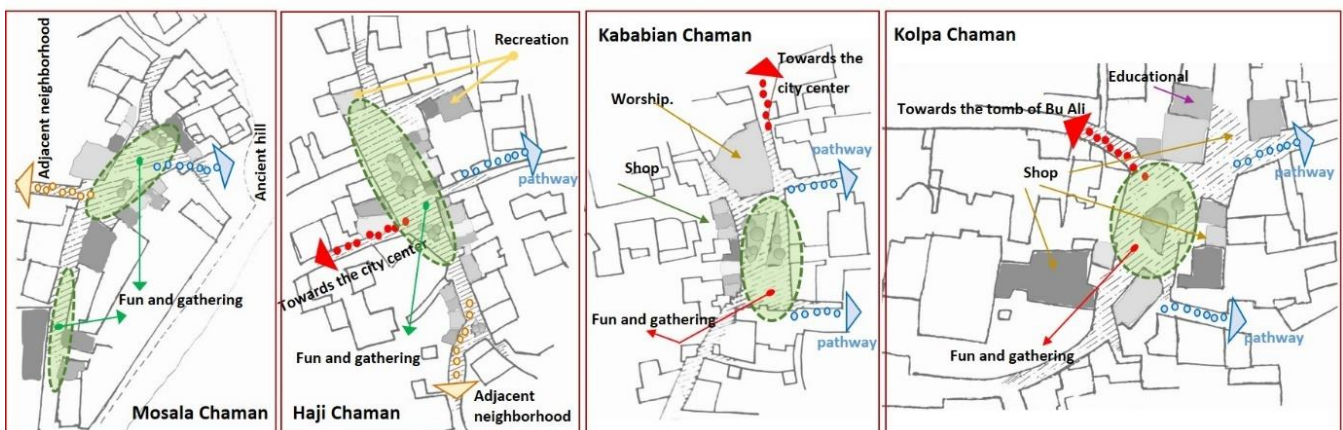 Adjacent neighborhood
Ancient hill
Fun and gathering
Mosala Chaman
Recreation
pathway
Towards the city center
Fun and gathering
Haji Chaman
Adjacent
neighborhood
Kababian Chaman
Towards the
city center
Worship.
pathway
Shop
Fun and gathering
pathway
Kolpa Chaman
Educational
Towards the tomb of Bu Ali
pathway
Shop
Fun and gathering
pathway